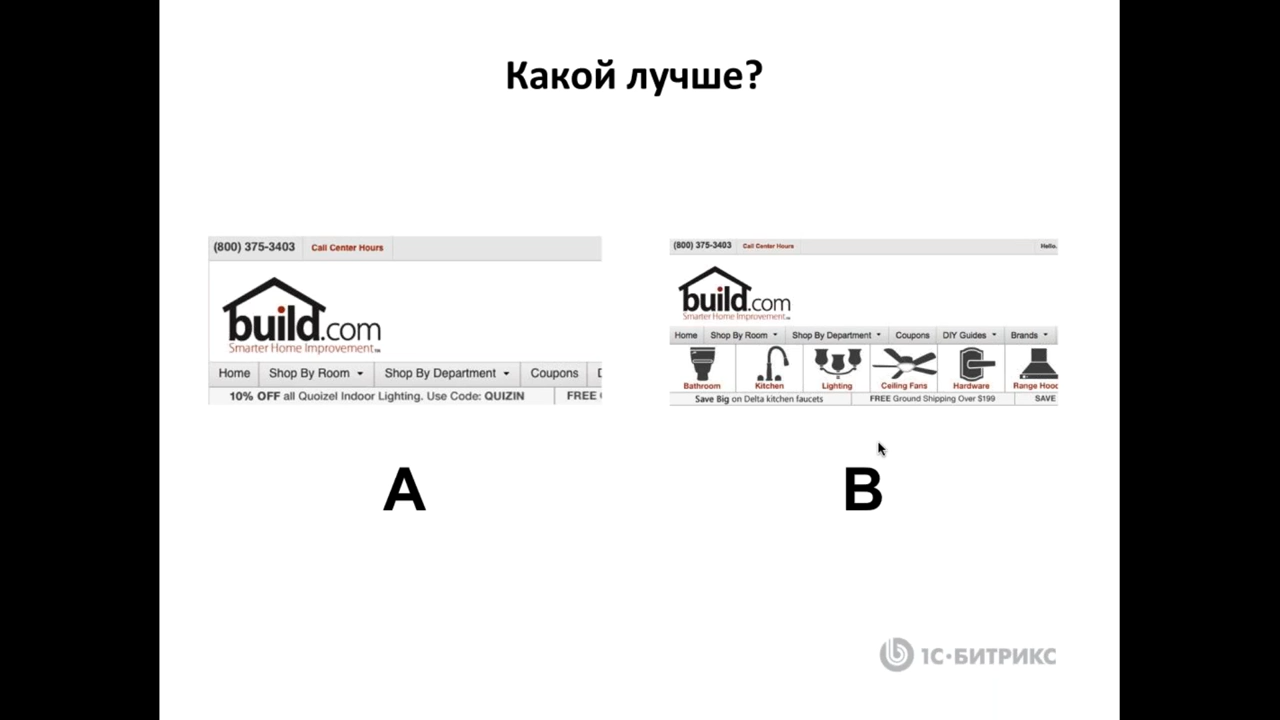 Какой лучше?
(800) 375-3403 Call Center Hours
build.com
Smarter Home Improvement™
Home Shop By Room Shop By Department Coupons
10% OFF all Quoizel Indoor Lighting. Use Code: QUIZIN FREE
A
(800) 375-3403 Call Center Hours Hello.
build.com
Smarter Home Improvement™
Home Shop By Room Shop By Department Coupons DIY Guides Brands
Bathroom Kitchen Lighting Ceiling Fans Hardware Range Hood
Save Big on Delta kitchen faucets FREE Ground Shipping Over $199 SAVE
B
1С-БИТРИКС